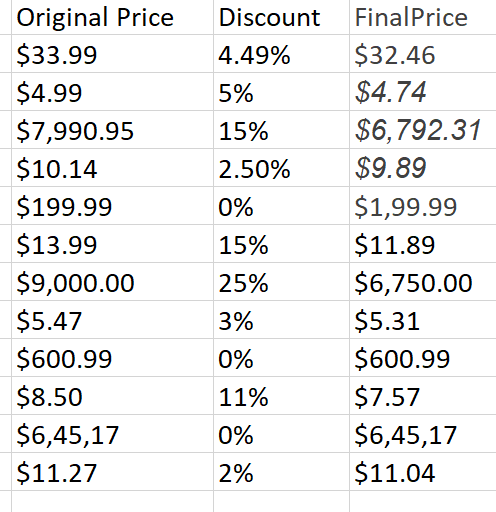 Original Price Discount FinalPrice
$33.99 4.49% $32.46
$4.99 5% $4.74
$7,990.95 15% $6,792.31
$10.14 2.50% $9.89
$199.99 0% $1,99.99
$13.99 15% $11.89
$9,000.00 25% $6,750.00
$5.47 3% $5.31
$600.99 0% $600.99
$8.50 11% $7.57
$6,45,17 0% $6,45,17
$11.27 2% $11.04